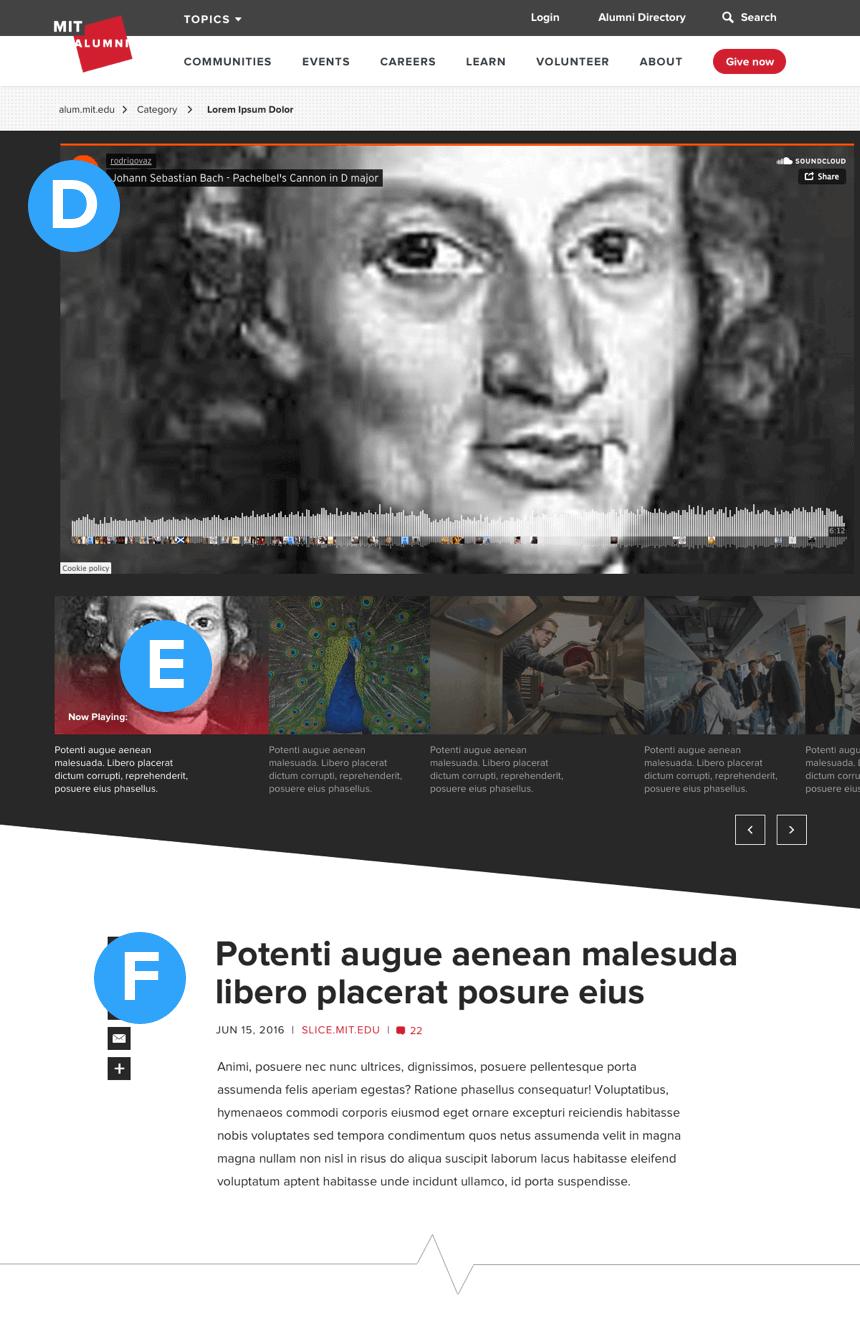 MIT
ALUMNI
TOPICS
Login
Alumni Directory
Search
COMMUNITIES
EVENTS
CAREERS
LEARN
VOLUNTEER
ABOUT
Give now
alum.mit.edu
Category
Lorem Ipsum Dolor
rodrigovaz
Johann Sebastian Bach - Pachelbel's Cannon in D major
SOUNDCLOUD
Share
D
6:12
Cookie policy
E
Now Playing:
Potenti augue aenean
malesuada. Libero placerat
dictum corrupti, reprehenderit,
posuere eius phasellus.
Potenti augue aenean
malesuada. Libero placerat
dictum corrupti, reprehenderit,
posuere eius phasellus.
Potenti augue aenean
malesuada. Libero placerat
dictum corrupti, reprehenderit,
posuere eius phasellus.
Potenti augue aenean
malesuada. Libero placerat
dictum corrupti, reprehenderit,
posuere eius phasellus.
Potenti
malesuada.
dictum
posuere eius
F
Potenti augue aenean malesuda
libero placerat posure eius
JUN 15, 2016 | SLICE.MIT.EDU | 22
Animi, posuere nec nunc ultrices, dignissimos, posuere pellentesque porta
assumenda felis aperiam egestas? Ratione phasellus consequatur! Voluptatibus,
hymenaeos commodi corporis eiusmod eget ornare excepturi reiciendis habitasse
nobis voluptates sed tempora condimentum quos netus assumenda velit in magna
magna nullam non nisl in risus do aliqua suscipit laborum lacus habitasse eleifend
voluptatum aptent habitasse unde incidunt ullamco, id porta suspendisse.